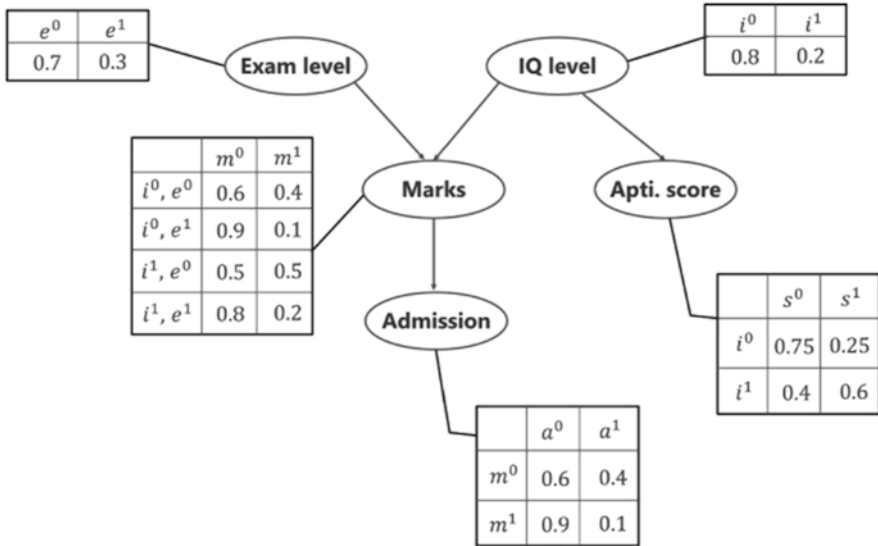 e⁰ e¹
0.7 0.3
Exam level
IQ level
i⁰ i¹
0.8 0.2
m⁰ m¹
i⁰, e⁰ 0.6 0.4
i⁰, e¹ 0.9 0.1
i¹, e⁰ 0.5 0.5
i¹, e¹ 0.8 0.2
Marks
Apti. score
Admission
s⁰ s¹
i⁰ 0.75 0.25
i¹ 0.4 0.6
a⁰ a¹
m⁰ 0.6 0.4
m¹ 0.9 0.1